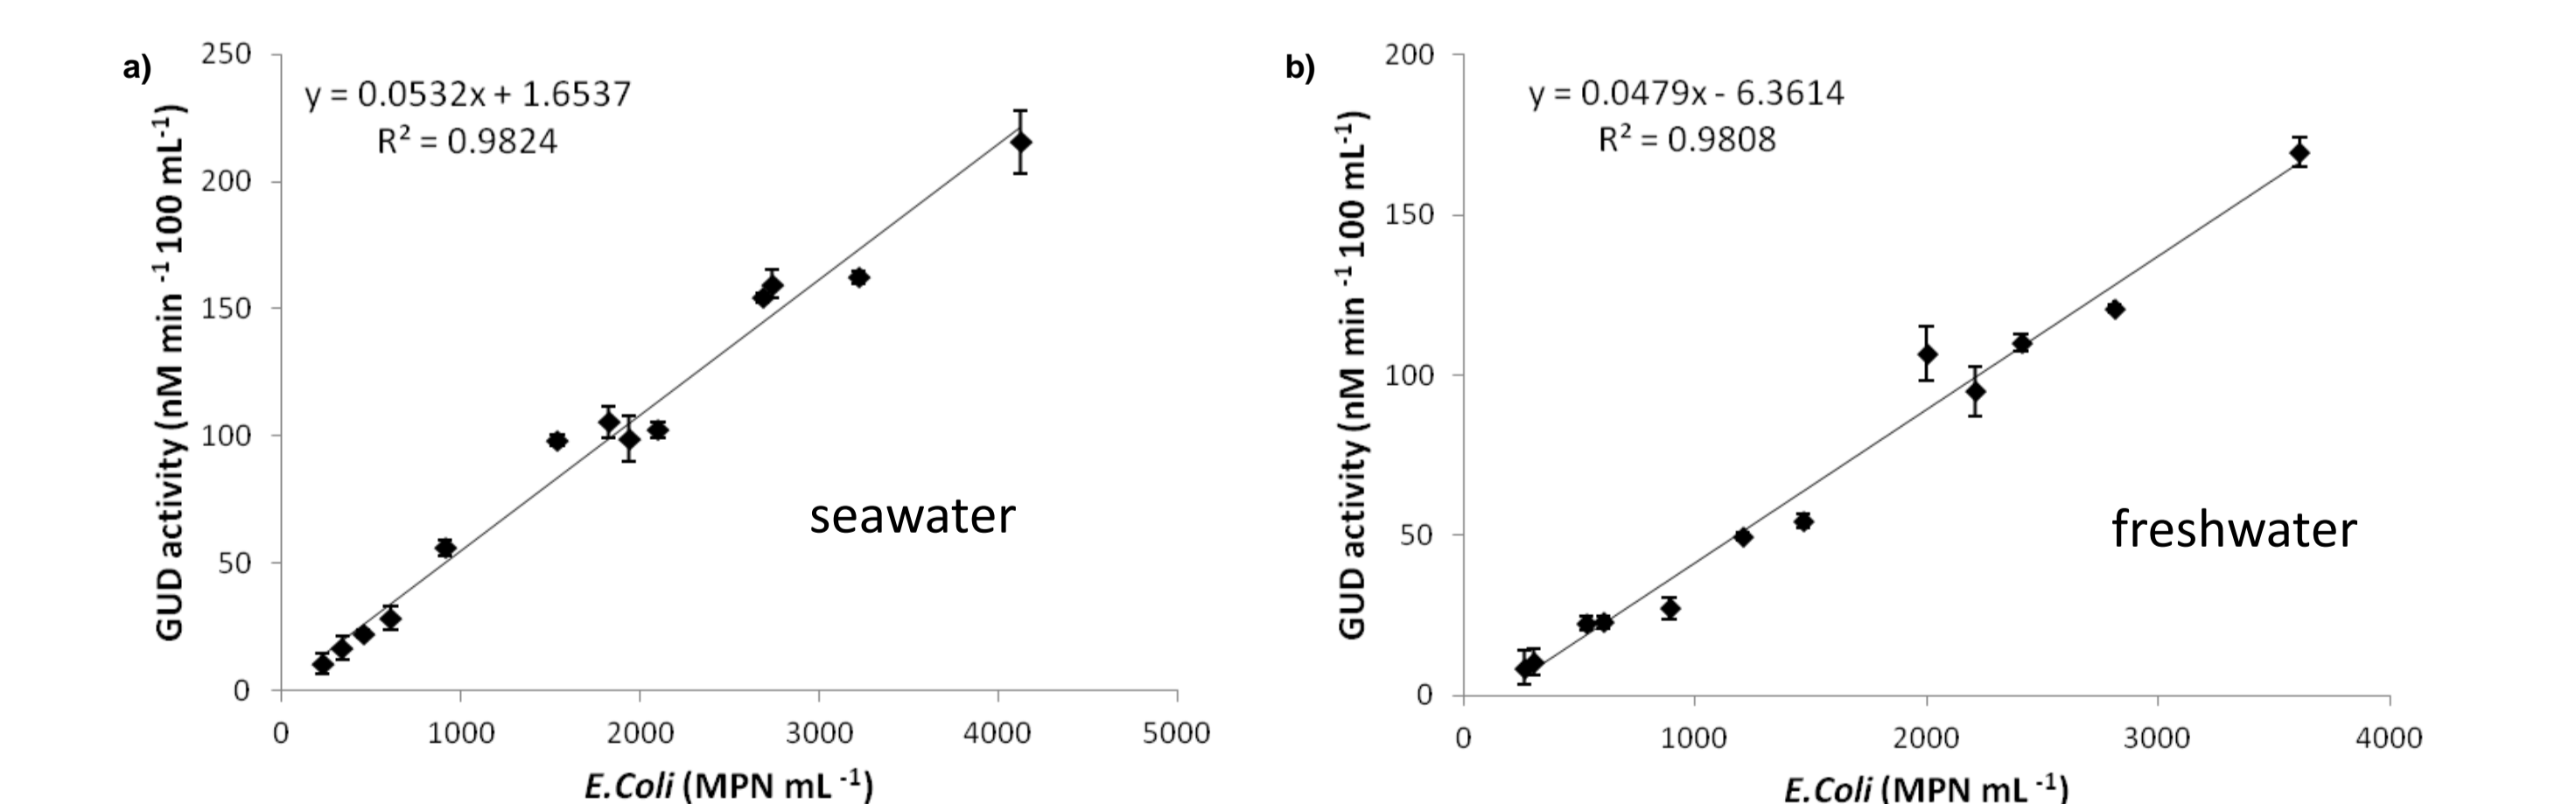 a)
y = 0.0532x + 1.6537
R² = 0.9824
GUD activity (nM min ⁻¹ 100 mL⁻¹)
250
200
150
100
50
0
seawater
0 1000 2000 3000 4000 5000
E.Coli (MPN mL ⁻¹)
b)
y = 0.0479x - 6.3614
R² = 0.9808
GUD activity (nM min ⁻¹ 100 mL⁻¹)
200
150
100
50
0
freshwater
0 1000 2000 3000 4000
E.Coli (MPN mL ⁻¹)